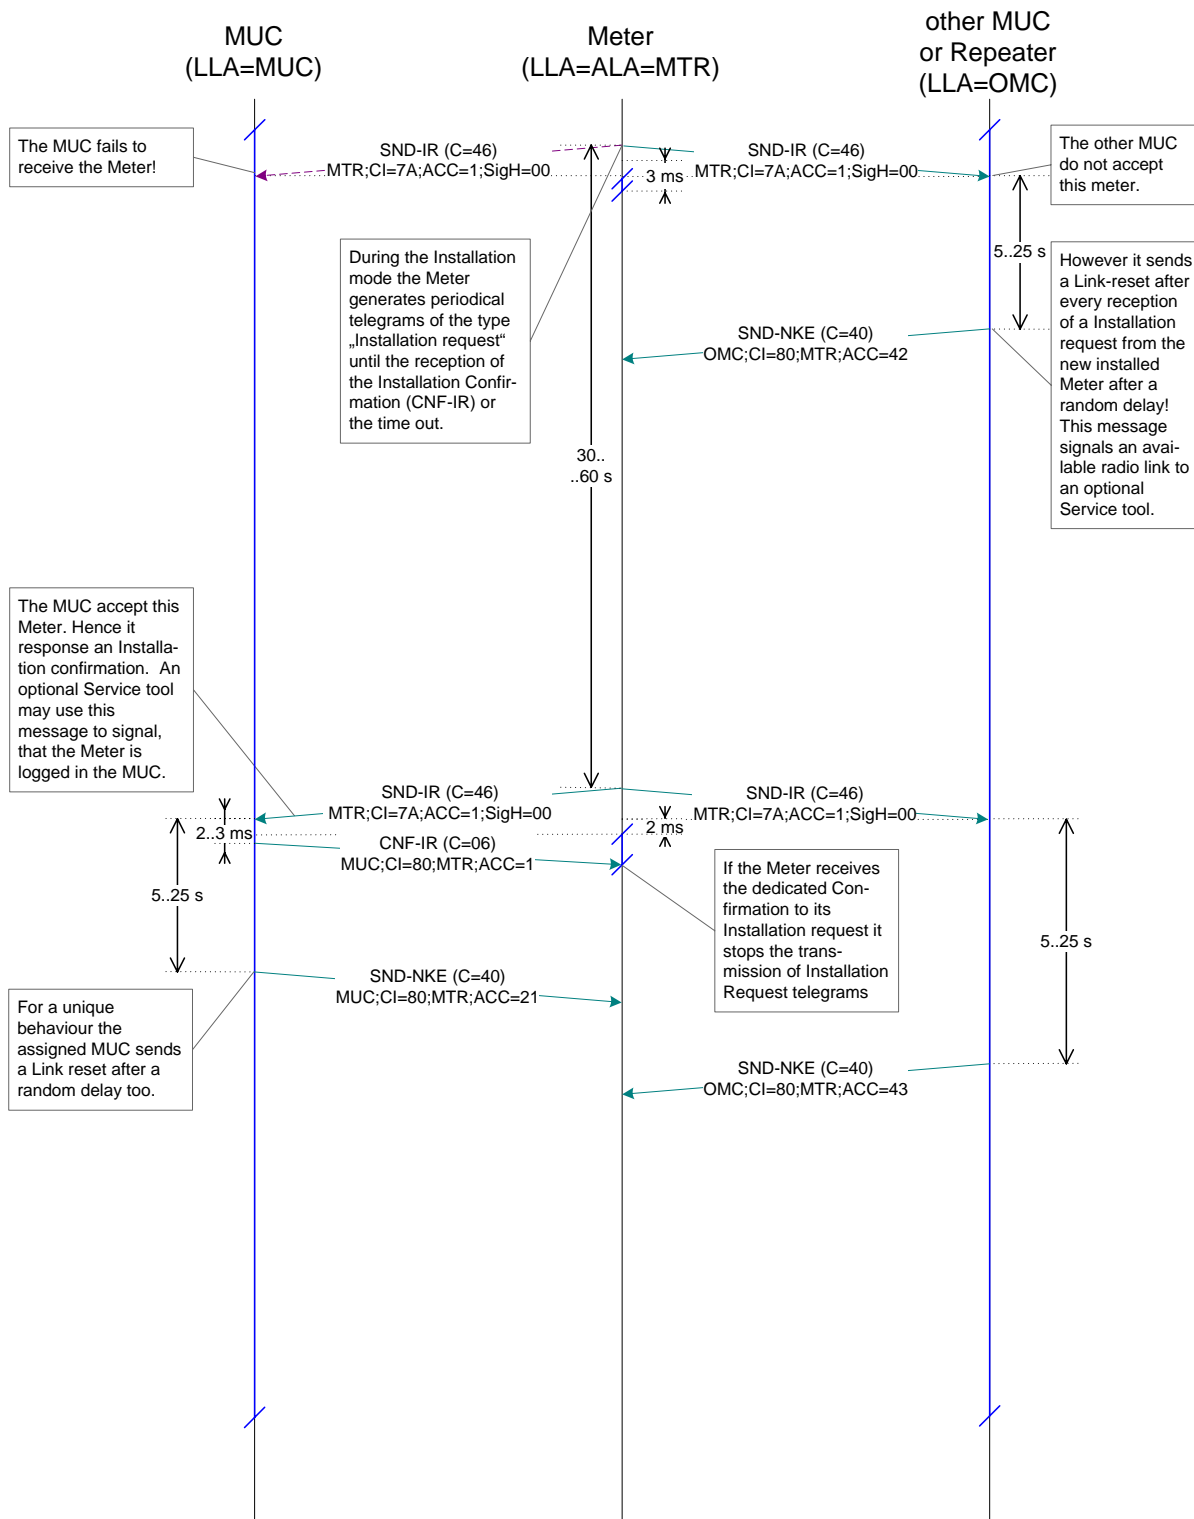 MUC
(LLA=MUC)
Meter
(LLA=ALA=MTR)
other MUC
or Repeater
(LLA=OMC)
The MUC fails to
receive the Meter!
SND-IR (C=46)
MTR;CI=7A;ACC=1;SigH=00
3 ms
SND-IR (C=46)
MTR;CI=7A;ACC=1;SigH=00
The other MUC
do not accept
this meter.
5..25 s
During the Installation
mode the Meter
generates periodical
telegrams of the type
„Installation request“
until the reception of
the Installation Confir-
mation (CNF-IR) or
the time out.
However it sends
a Link-reset after
every reception
of a Installation
request from the
new installed
Meter after a
random delay!
This message
signals an avai-
lable radio link to
an optional
Service tool.
SND-NKE (C=40)
OMC;CI=80;MTR;ACC=42
30..
..60 s
The MUC accept this
Meter. Hence it
response an Installa-
tion confirmation.  An
optional Service tool
may use this
message to signal,
that the Meter is
logged in the MUC.
SND-IR (C=46)
MTR;CI=7A;ACC=1;SigH=00
SND-IR (C=46)
MTR;CI=7A;ACC=1;SigH=00
2..3 ms
2 ms
CNF-IR (C=06)
MUC;CI=80;MTR;ACC=1
5..25 s
If the Meter receives
the dedicated Con-
firmation to its
Installation request it
stops the trans-
mission of Installation
Request telegrams
5..25 s
SND-NKE (C=40)
MUC;CI=80;MTR;ACC=21
For a unique
behaviour the
assigned MUC sends
a Link reset after a
random delay too.
SND-NKE (C=40)
OMC;CI=80;MTR;ACC=43